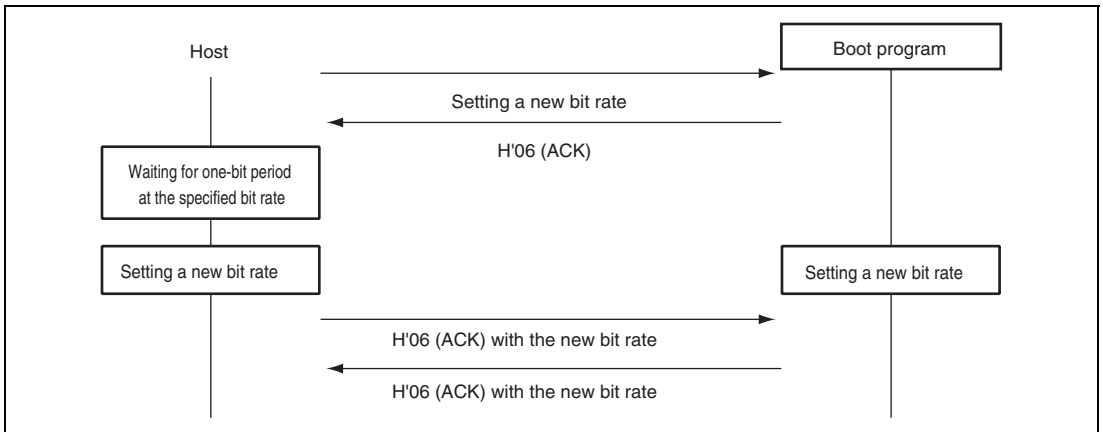 Host
Boot program
Setting a new bit rate
H'06 (ACK)
Waiting for one-bit period
at the specified bit rate
Setting a new bit rate
Setting a new bit rate
H'06 (ACK) with the new bit rate
H'06 (ACK) with the new bit rate